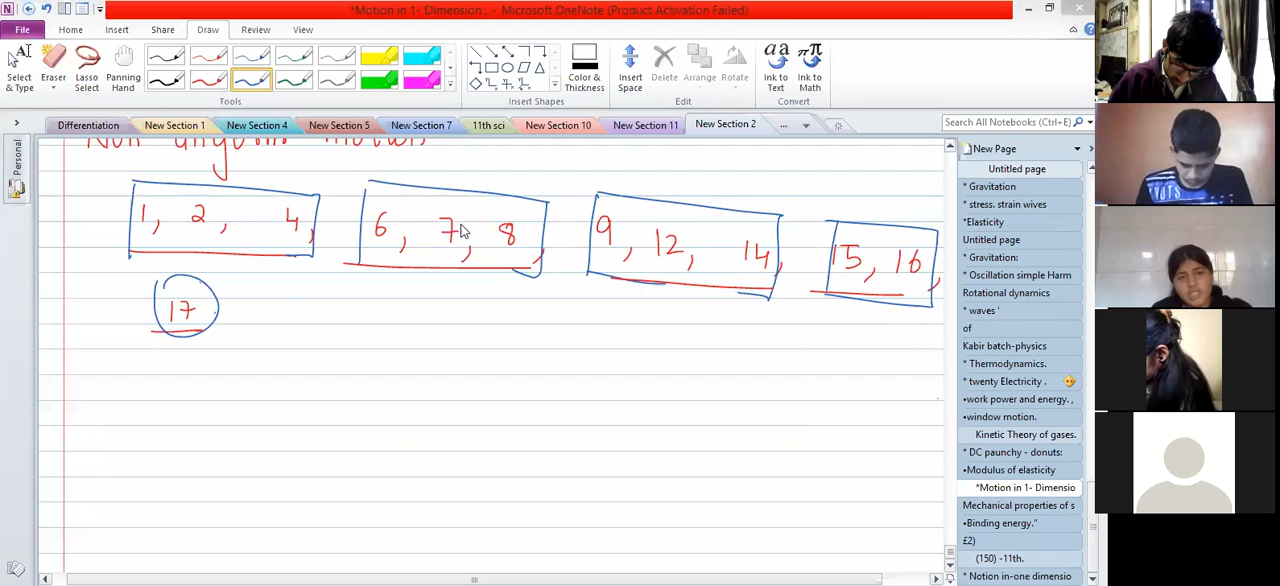 *Motion in 1- Dimension : - Microsoft OneNote (Product Activation Failed)
File Home Insert Share Draw Review View
Select & Type
Eraser
Lasso Select
Panning Hand
Color & Thickness
Insert Space
Delete
Arrange
Rotate
Ink to Text
Ink to Math
Tools
Insert Shapes
Edit
Convert
Differentiation New Section 1 New Section 4 New Section 5 New Section 7 11th sci New Section 10 New Section 11 New Section 2 ...
Search All Notebooks (Ctrl+E)
Personal
1, 2, 4, 6, 7, 8, 9, 12, 14, 15, 16,
17
New Page
Untitled page
* Gravitation
* stress. strain wives
*Elasticity
Untitled page
* Gravitation:
* Oscillation simple Harm
Rotational dynamics
* waves '
of
Kabir batch-physics
* Thermodynamics.
* twenty Electricity .
•work power and energy. ,
•window motion.
Kinetic Theory of gases.
* DC paunchy - donuts:
•Modulus of elasticity
*Motion in 1- Dimensio
Mechanical properties of s
•Binding energy."
£2)
(150) -11th.
* Notion in-one dimensio